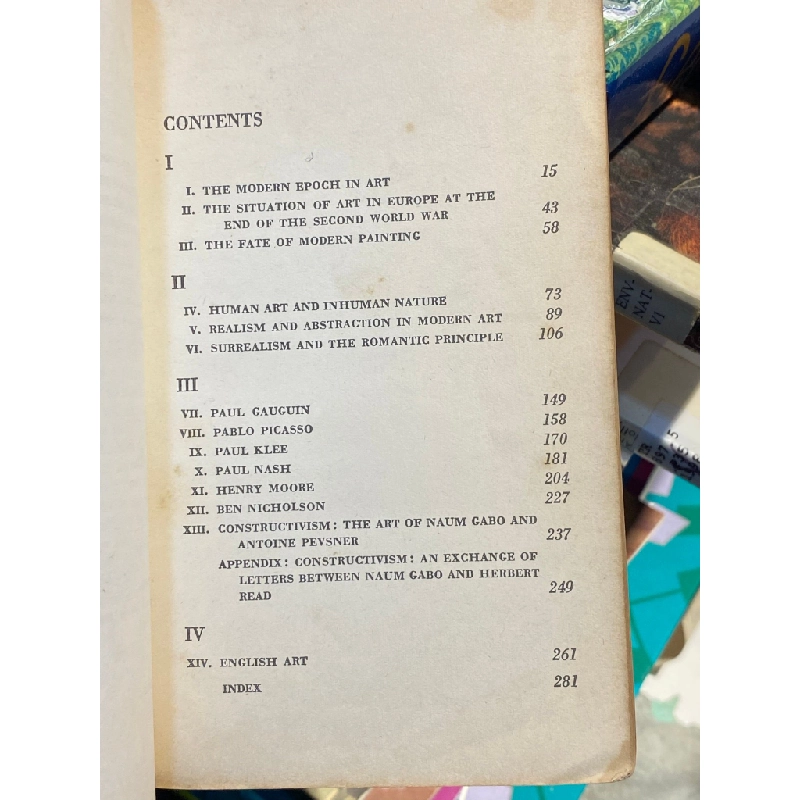 CONTENTS
I
I. THE MODERN EPOCH IN ART 15
II. THE SITUATION OF ART IN EUROPE AT THE
END OF THE SECOND WORLD WAR 43
III. THE FATE OF MODERN PAINTING 58
II
IV. HUMAN ART AND INHUMAN NATURE 73
V. REALISM AND ABSTRACTION IN MODERN ART 89
VI. SURREALISM AND THE ROMANTIC PRINCIPLE 106
III
VII. PAUL GAUGUIN 149
VIII. PABLO PICASSO 158
IX. PAUL KLEE 170
X. PAUL NASH 181
XI. HENRY MOORE 204
XII. BEN NICHOLSON 227
XIII. CONSTRUCTIVISM: THE ART OF NAUM GABO AND
ANTOINE PEVSNER 237
APPENDIX: CONSTRUCTIVISM: AN EXCHANGE OF
LETTERS BETWEEN NAUM GABO AND HERBERT
READ 249
IV
XIV. ENGLISH ART 261
INDEX 281
ENV-
NAT-
VI